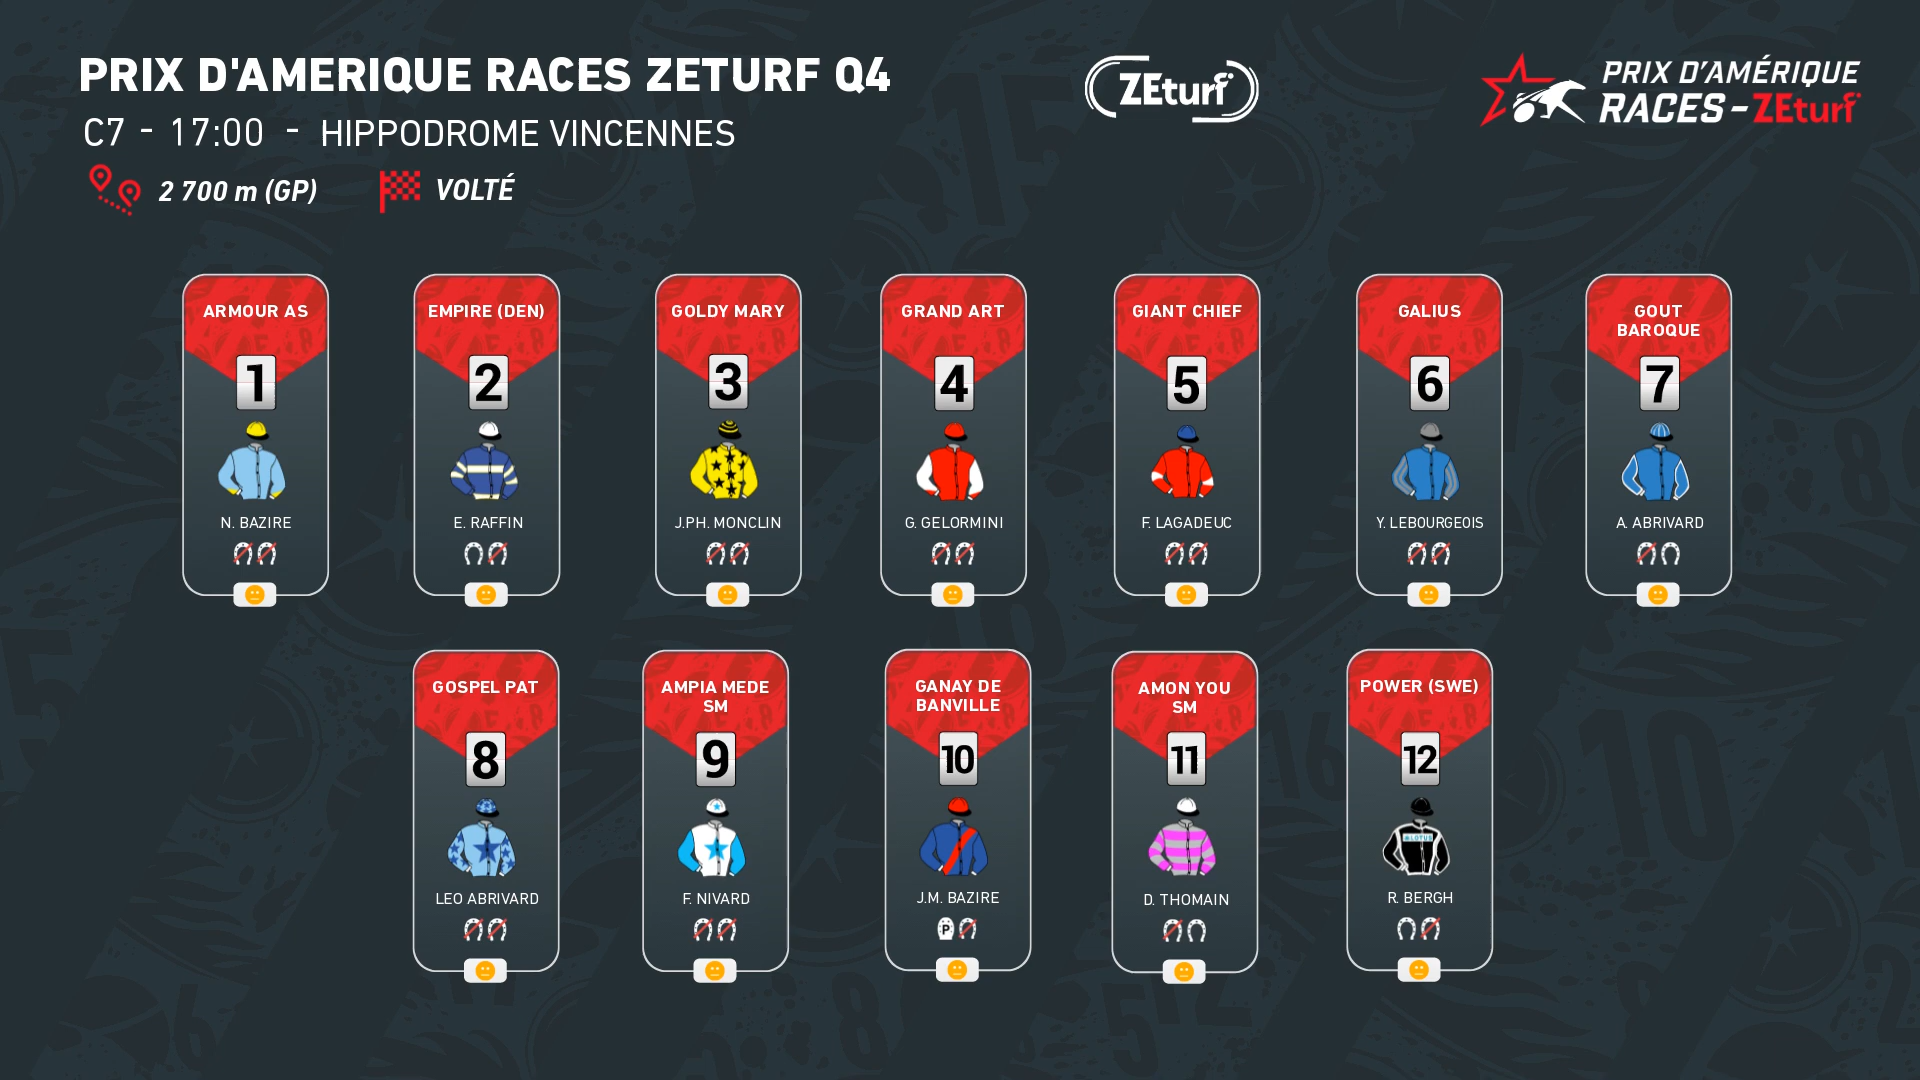 PRIX D'AMERIQUE RACES ZETURF Q4
C7 - 17:00 - HIPPODROME VINCENNES
2 700 m (GP) VOLTÉ
ZEturf
PRIX D'AMÉRIQUE
RACES-ZEturf
ARMOUR AS
1
N. BAZIRE
EMPIRE (DEN)
2
E. RAFFIN
GOLDY MARY
3
J.PH. MONCLIN
GRAND ART
4
G. GELORMINI
GIANT CHIEF
5
F. LAGADEUC
GALIUS
6
Y. LEBOURGEOIS
GOUT
BAROQUE
7
A. ABRIVARD
GOSPEL PAT
8
LEO ABRIVARD
AMPIA MEDE
SM
9
F. NIVARD
GANAY DE
BANVILLE
10
J.M. BAZIRE
P
AMON YOU
SM
11
D. THOMAIN
POWER (SWE)
12
LOTUS
R. BERGH